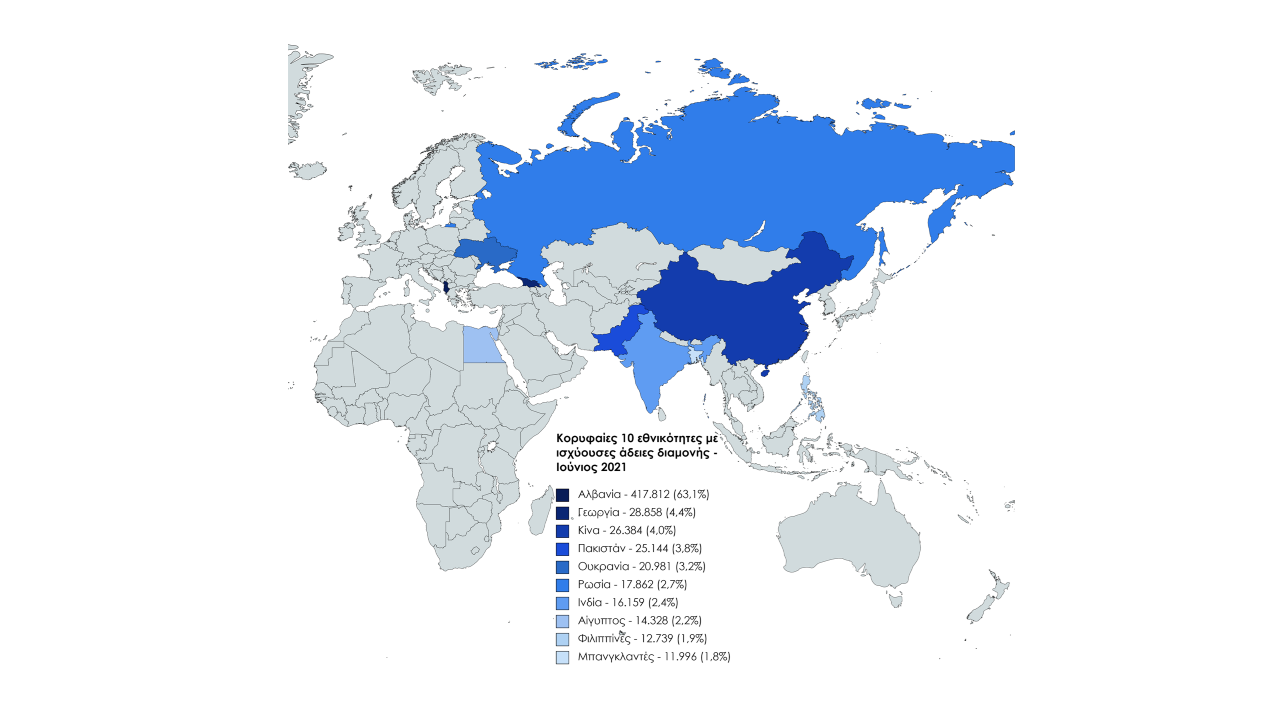 Κορυφαίες 10 εθνικότητες με
ισχύουσες άδειες διαμονής -
Ιούνιος 2021
Αλβανία - 417.812 (63,1%)
Γεωργία - 28.858 (4,4%)
Κίνα - 26.384 (4,0%)
Πακιστάν - 25.144 (3,8%)
Ουκρανία - 20.981 (3,2%)
Ρωσία - 17.862 (2,7%)
Ινδία - 16.159 (2,4%)
Αίγυπτος - 14.328 (2,2%)
Φιλιππίνες - 12.739 (1,9%)
Μπανγκλαντές - 11.996 (1,8%)